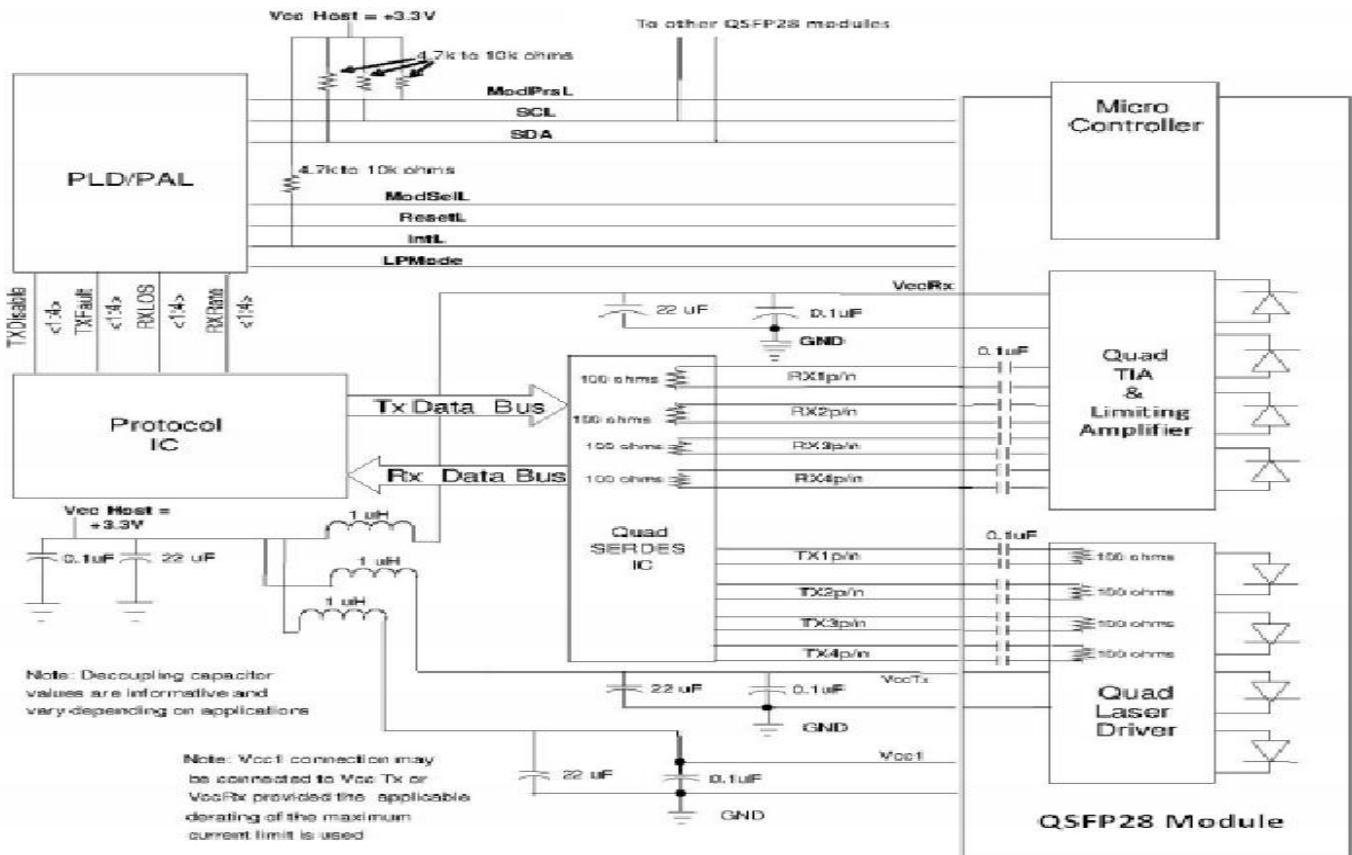 Vcc Host = +3.3V
To other QSFP28 modules
4.7k to 10k ohms
ModPrsL
SCL
SDA
PLD/PAL
4.7k to 10k ohms
ModSelL
ResetL
IntL
LPMode
Micro
Controller
TXDisable
<1:4>
TXFault
<1:4>
RXLOS
<1:4>
RXRate
<1:4>
VccRx
22 uF
0.1uF
GND
0.1uF
Quad
TIA
&
Limiting
Amplifier
100 ohms
RX1p/n
100 ohms
RX2p/n
100 ohms
RX3p/n
100 ohms
RX4p/n
Tx Data Bus
Protocol
IC
Rx Data Bus
Vcc Host =
+3.3V
0.1uF
22 uF
1 uH
1 uH
1 uH
Quad
SERDES
IC
0.1uF
TX1p/n
100 ohms
TX2p/n
100 ohms
TX3p/n
100 ohms
TX4p/n
100 ohms
VccTx
22 uF
0.1uF
GND
Quad
Laser
Driver
Note: Decoupling capacitor
values are informative and
vary depending on applications
Note: Vcc1 connection may
be connected to Vcc Tx or
VccRx provided the applicable
derating of the maximum
current limit is used
Vcc1
22 uF
0.1uF
GND
QSFP28 Module